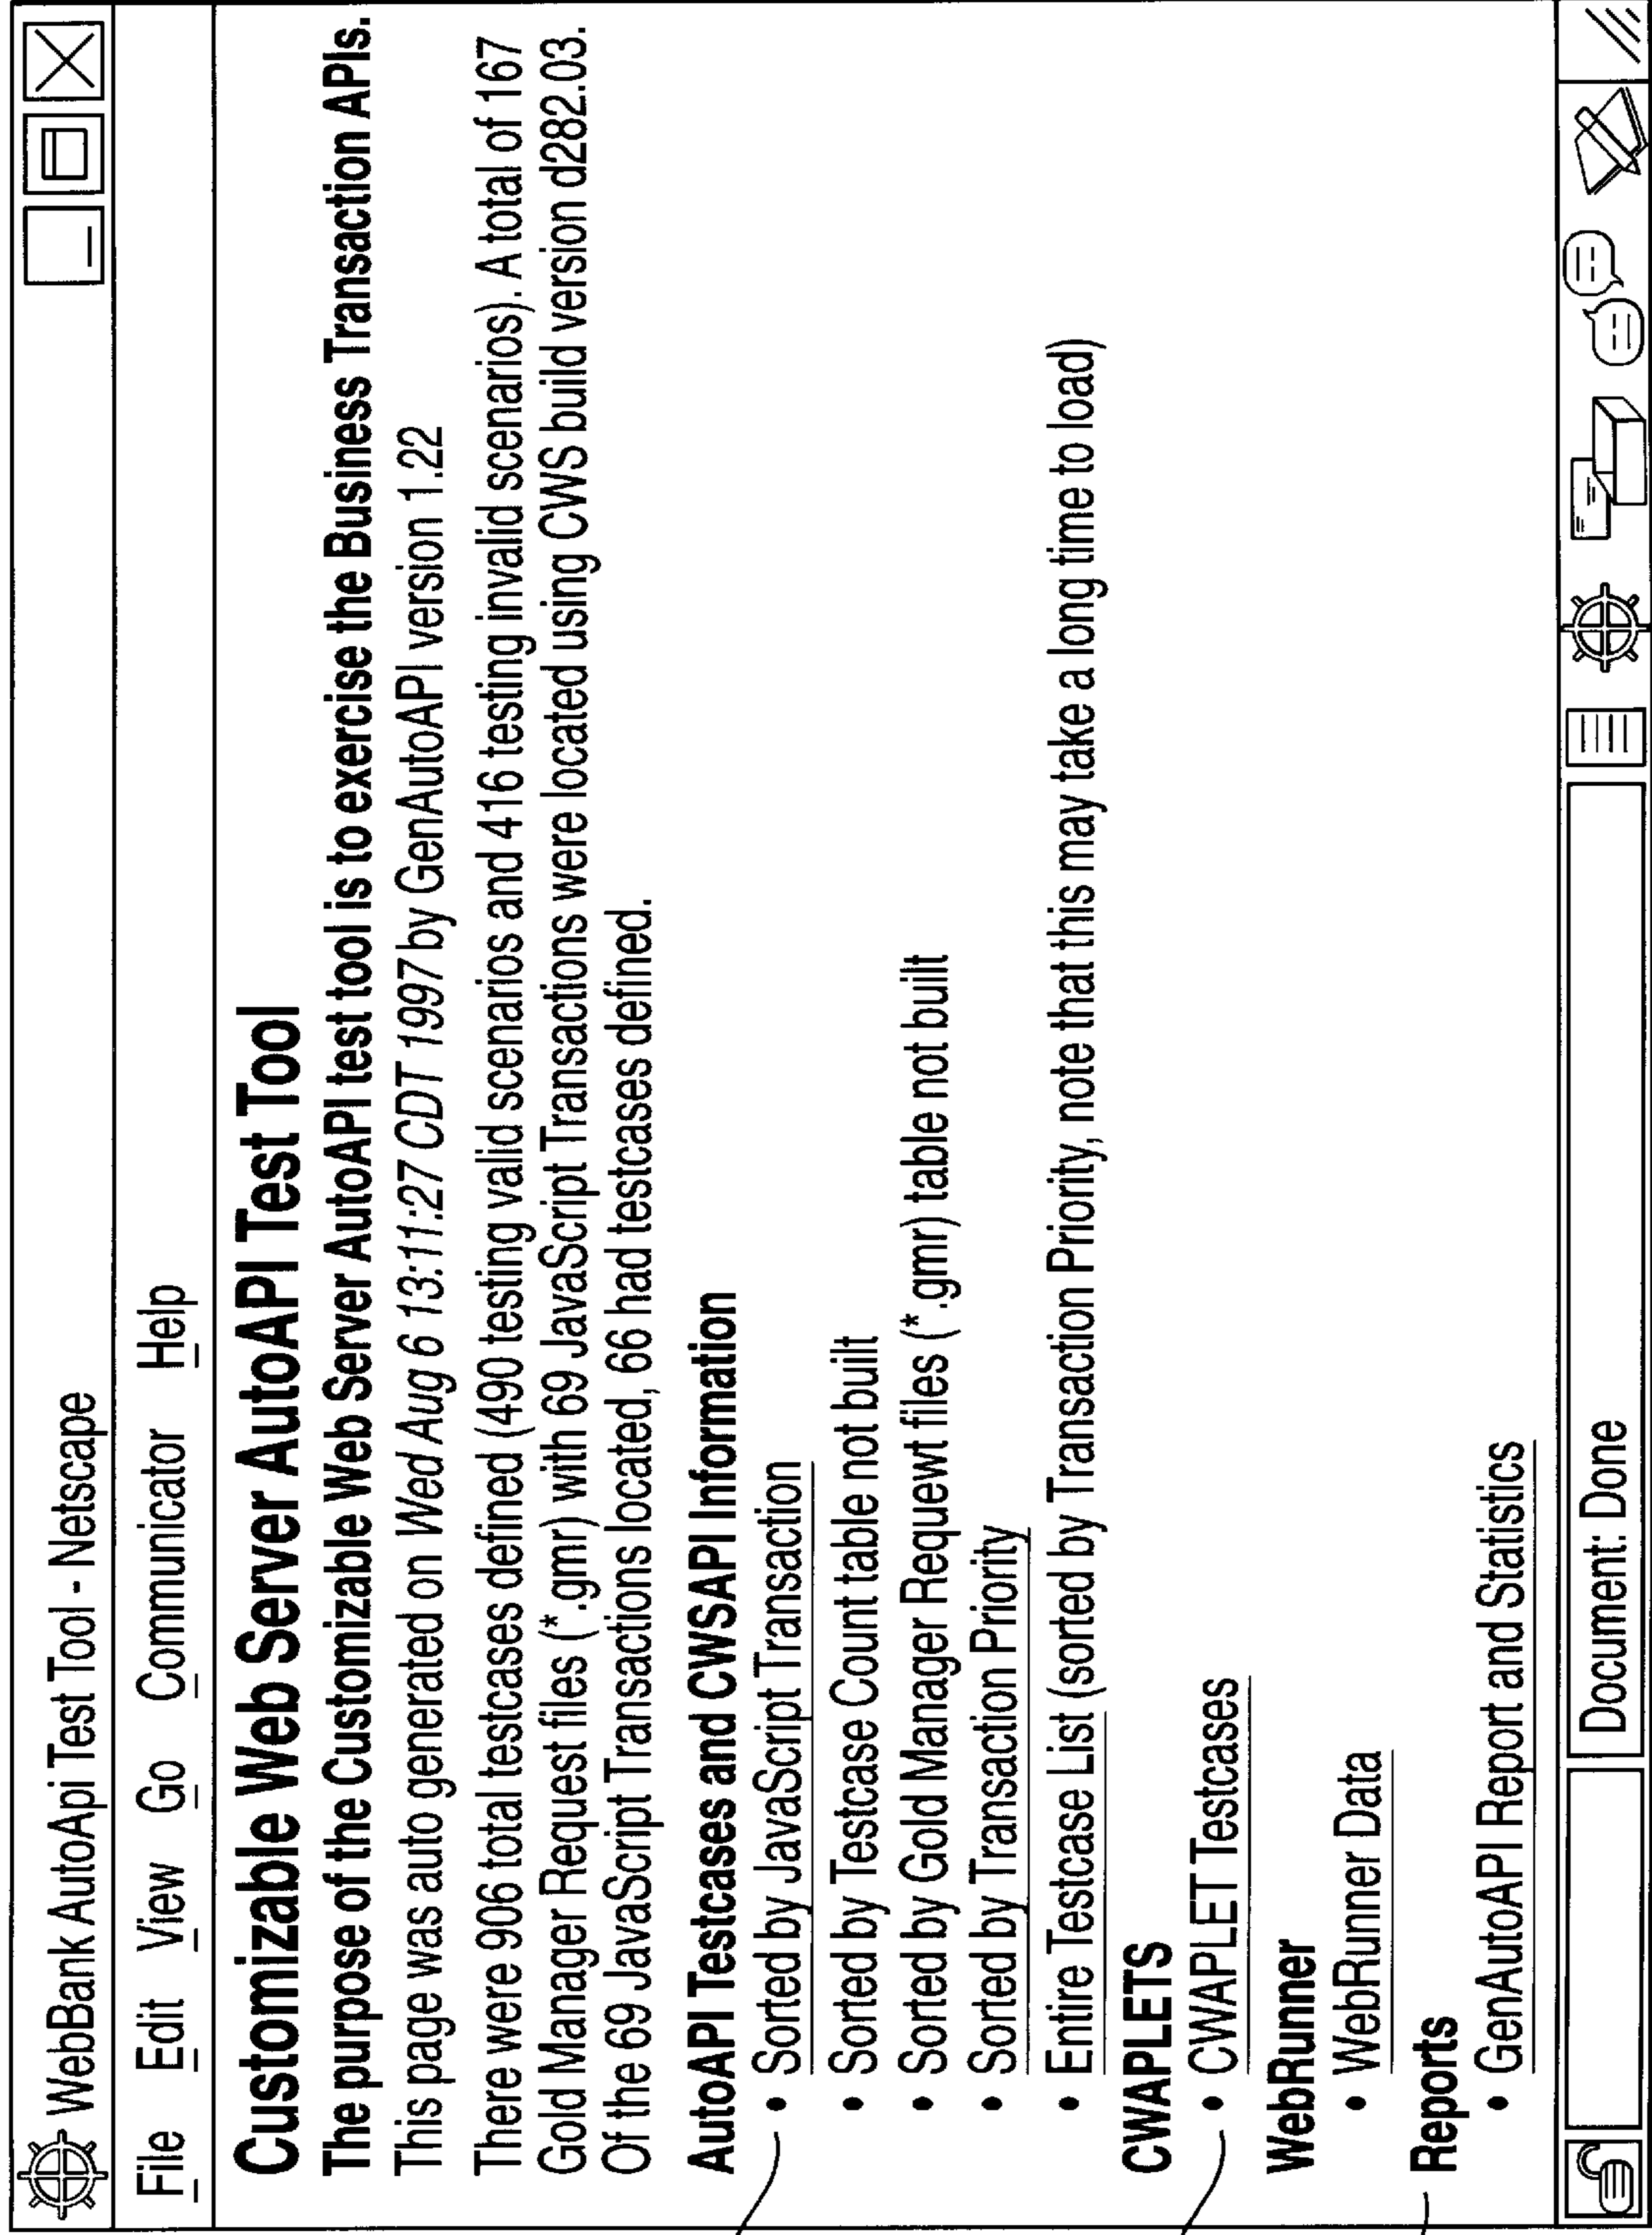 WebBank AutoApi Test Tool - Netscape
File Edit View Go Communicator Help
Customizable Web Server AutoAPI Test Tool
The purpose of the Customizable Web Server AutoAPI test tool is to exercise the Business Transaction APIs.
This page was auto generated on Wed Aug 6 13:11:27 CDT 1997 by GenAutoAPI version 1.22
There were 906 total testcases defined (490 testing valid scenarios and 416 testing invalid scenarios). A total of 167
Gold Manager Request files (*.gmr) with 69 JavaScript Transactions were located using CWS build version d282.03.
Of the 69 JavaScript Transactions located, 66 had testcases defined.
AutoAPI Testcases and CWSAPI Information
• Sorted by JavaScript Transaction
• Sorted by Testcase Count table not built
• Sorted by Gold Manager Requewt files (*.gmr) table not built
• Sorted by Transaction Priority
• Entire Testcase List (sorted by Transaction Priority, note that this may take a long time to load)
CWAPLETS
• CWAPLET Testcases
WebRunner
• WebRunner Data
Reports
• GenAutoAPI Report and Statistics
Document: Done